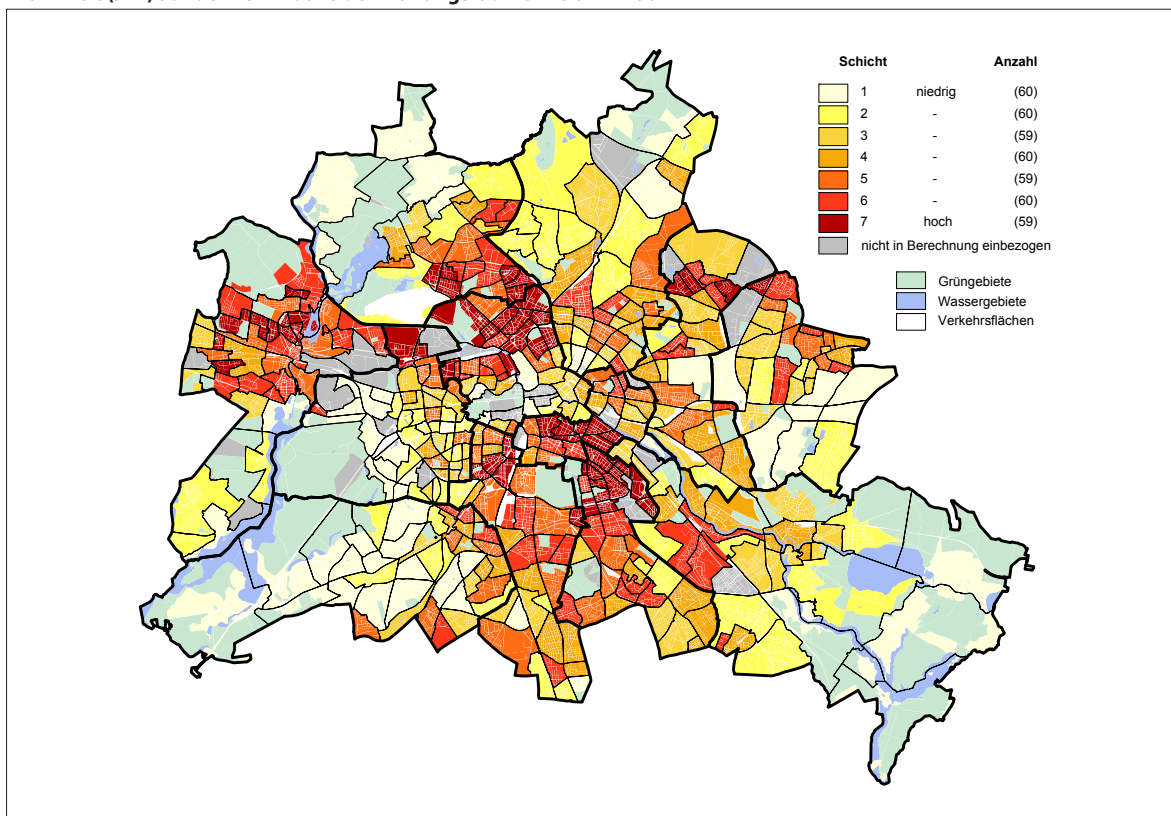 Schicht Anzahl
1 niedrig (60)
2 - (60)
3 - (59)
4 - (60)
5 - (59)
6 - (60)
7 hoch (59)
nicht in Berechnung einbezogen
Grüngebiete
Wassergebiete
Verkehrsflächen